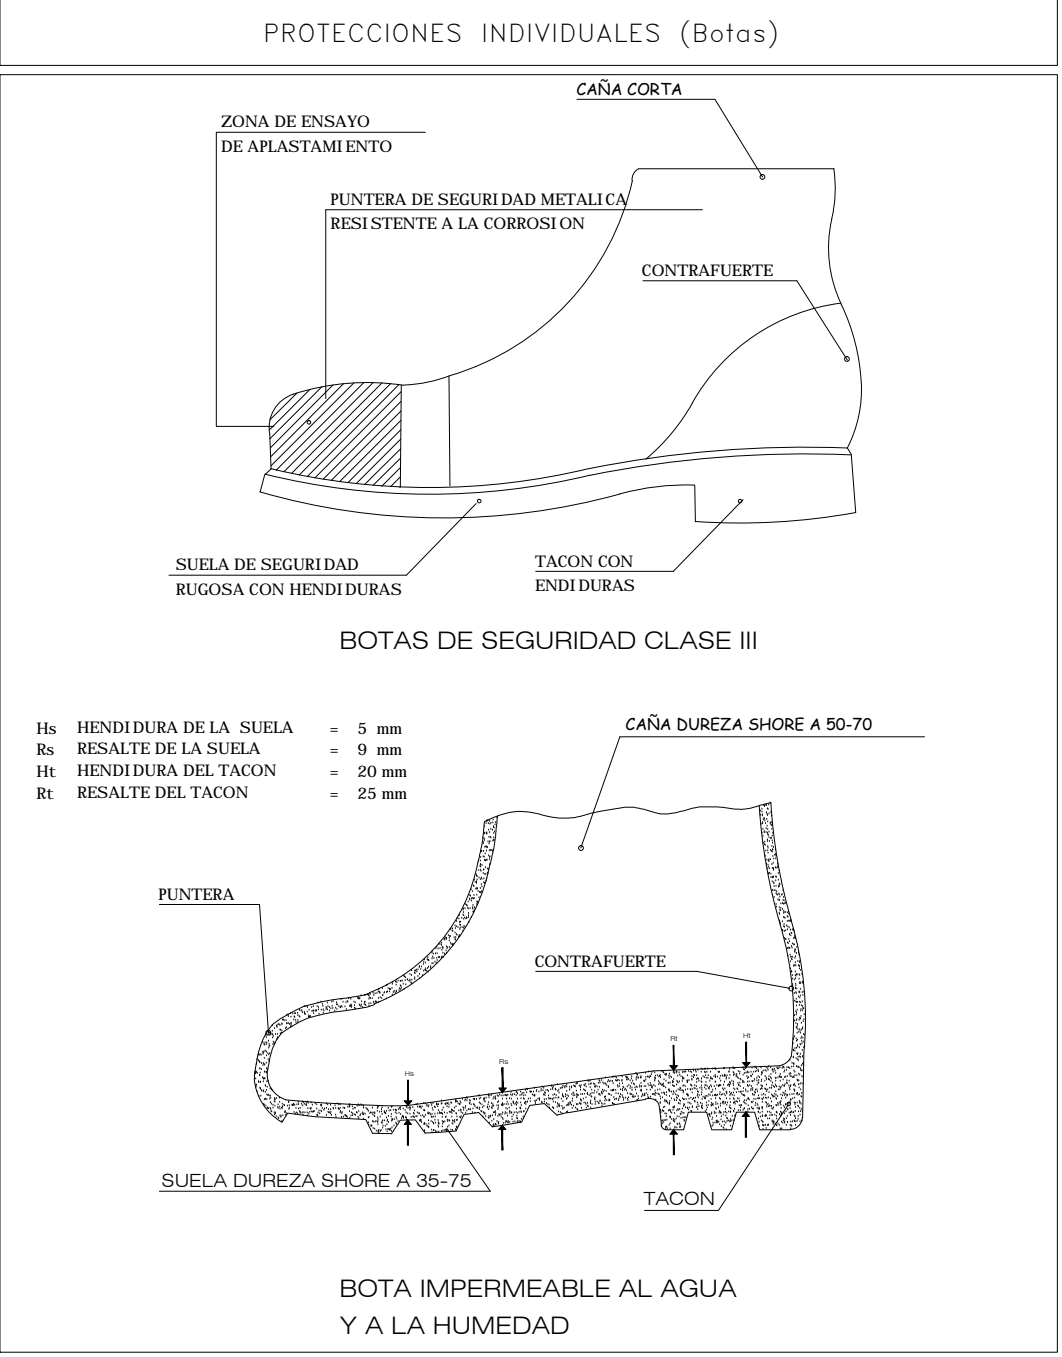 PROTECCIONES INDIVIDUALES (Botas)
CAÑA CORTA
ZONA DE ENSAYO
DE APLASTAMIENTO
PUNTERA DE SEGURIDAD METALICA
RESISTENTE A LA CORROSION
CONTRAFUERTE
SUELA DE SEGURIDAD
RUGOSA CON HENDIDURAS
TACON CON
ENDIDURAS
BOTAS DE SEGURIDAD CLASE III
Hs HENDIDURA DE LA SUELA = 5 mm
Rs RESALTE DE LA SUELA = 9 mm
Ht HENDIDURA DEL TACON = 20 mm
Rt RESALTE DEL TACON = 25 mm
CAÑA DUREZA SHORE A 50-70
PUNTERA
CONTRAFUERTE
Hs
Rs
Rt
Ht
SUELA DUREZA SHORE A 35-75
TACON
BOTA IMPERMEABLE AL AGUA
Y A LA HUMEDAD